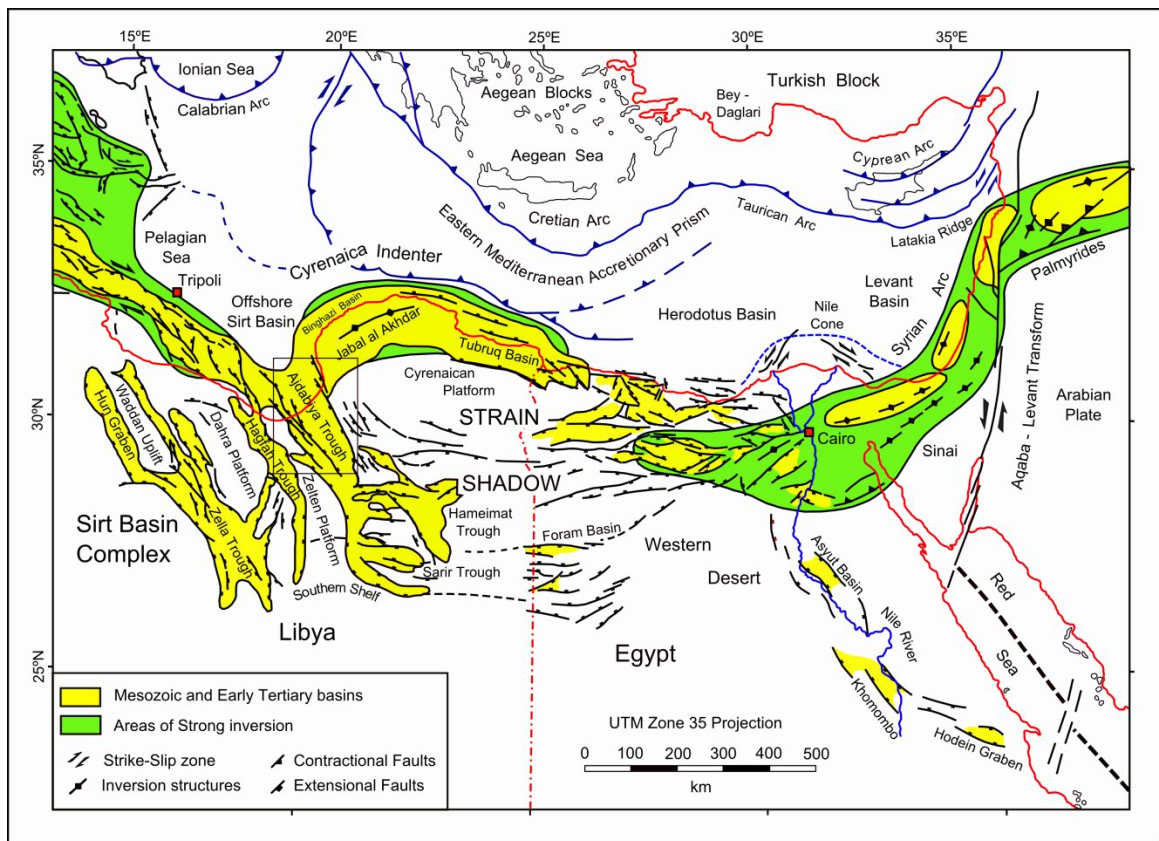 15ºE 20ºE 25ºE 30ºE 35ºE
35ºN
30ºN
25ºN
Ionian Sea
Calabrian Arc
Aegean Blocks
Aegean Sea
Cretian Arc
Turkish Block
Bey -
Daglari
Cyprean Arc
Taurican Arc
Latakia Ridge
Eastern Mediterranean Accretionary Prism
Cyrenaica Indenter
Pelagian
Sea
Tripoli
Offshore
Sirt Basin
Binghazi Basin
Jabal al Akhdar
Tubruq Basin
Cyrenaican
Platform
Herodotus Basin
Nile
Cone
Levant
Basin
Syrian Arc
Palmyrides
Aqaba - Levant Transform
Arabian
Plate
Sinai
Cairo
STRAIN
SHADOW
Ajdabiya Trough
Hun Graben
Waddan Uplift
Dahra Platform
Hagfah Trough
Zelten Platform
Zella Trough
Hameimat
Trough
Sarir Trough
Southern Shelf
Sirt Basin
Complex
Libya
Foram Basin
Western
Desert
Egypt
Asyut Basin
Nile River
Khomombo
Hodein Graben
Red
Sea
Mesozoic and Early Tertiary basins
Areas of Strong inversion
Strike-Slip zone
Contractional Faults
Inversion structures
Extensional Faults
UTM Zone 35 Projection
0 100 200 300 400 500
km